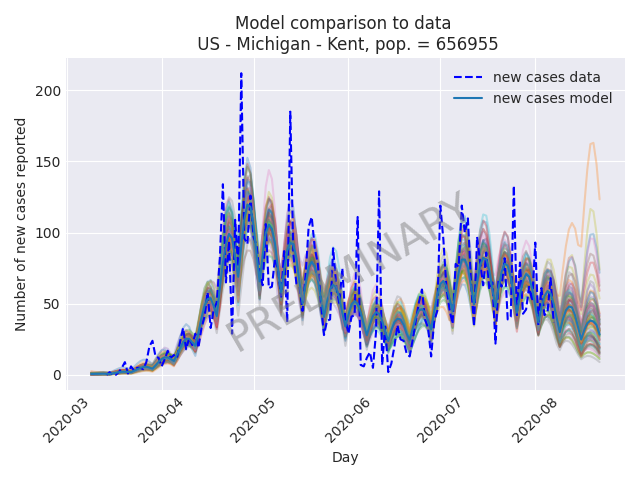 Model comparison to data
US - Michigan - Kent, pop. = 656955
new cases data
new cases model
Number of new cases reported
200
150
100
50
0
PRELIMINARY
2020-03
2020-04
2020-05
2020-06
2020-07
2020-08
Day